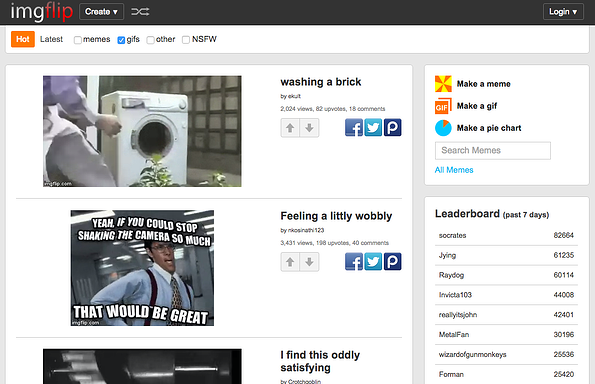 imgflip Create ▾ Login ▾
Hot Latest memes gifs other NSFW
washing a brick
by ekult
2,024 views, 82 upvotes, 18 comments
imgflip.com
Feeling a littly wobbly
by nkosinathi123
3,431 views, 198 upvotes, 40 comments
YEAH, IF YOU COULD STOP
SHAKING THE CAMERA SO MUCH
THAT WOULD BE GREAT
imgflip.com
I find this oddly
satisfying
by Crotchgoblin
Make a meme
GIF Make a gif
Make a pie chart
Search Memes
All Memes
Leaderboard (past 7 days)
socrates 82664
Jying 61235
Raydog 60114
Invicta103 44008
reallyitsjohn 42401
MetalFan 30196
wizardofgunmonkeys 25536
Forman 25420